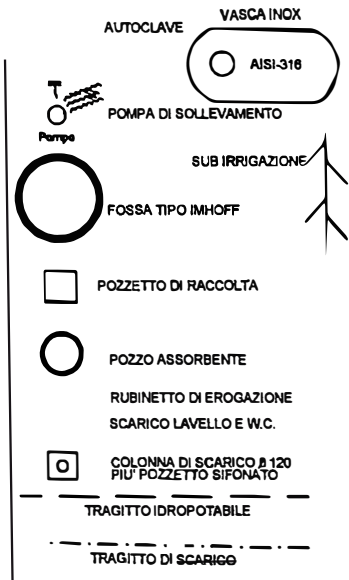 VASCA INOX
AUTOCLAVE
AISI-316
POMPA DI SOLLEVAMENTO
Pompa
SUB IRRIGAZIONE
FOSSA TIPO IMHOFF
POZZETTO DI RACCOLTA
POZZO ASSORBENTE
RUBINETTO DI EROGAZIONE
SCARICO LAVELLO E W.C.
COLONNA DI SCARICO ø 120
PIU' POZZETTO SIFONATO
TRAGITTO IDROPOTABILE
TRAGITTO DI SCARICO